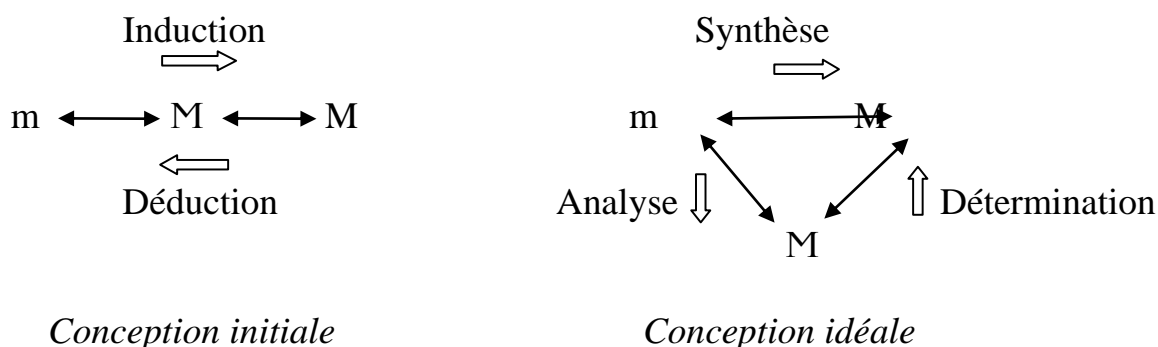 Induction Synthèse
m M M m M
Déduction Analyse Détermination
M
Conception initiale Conception idéale